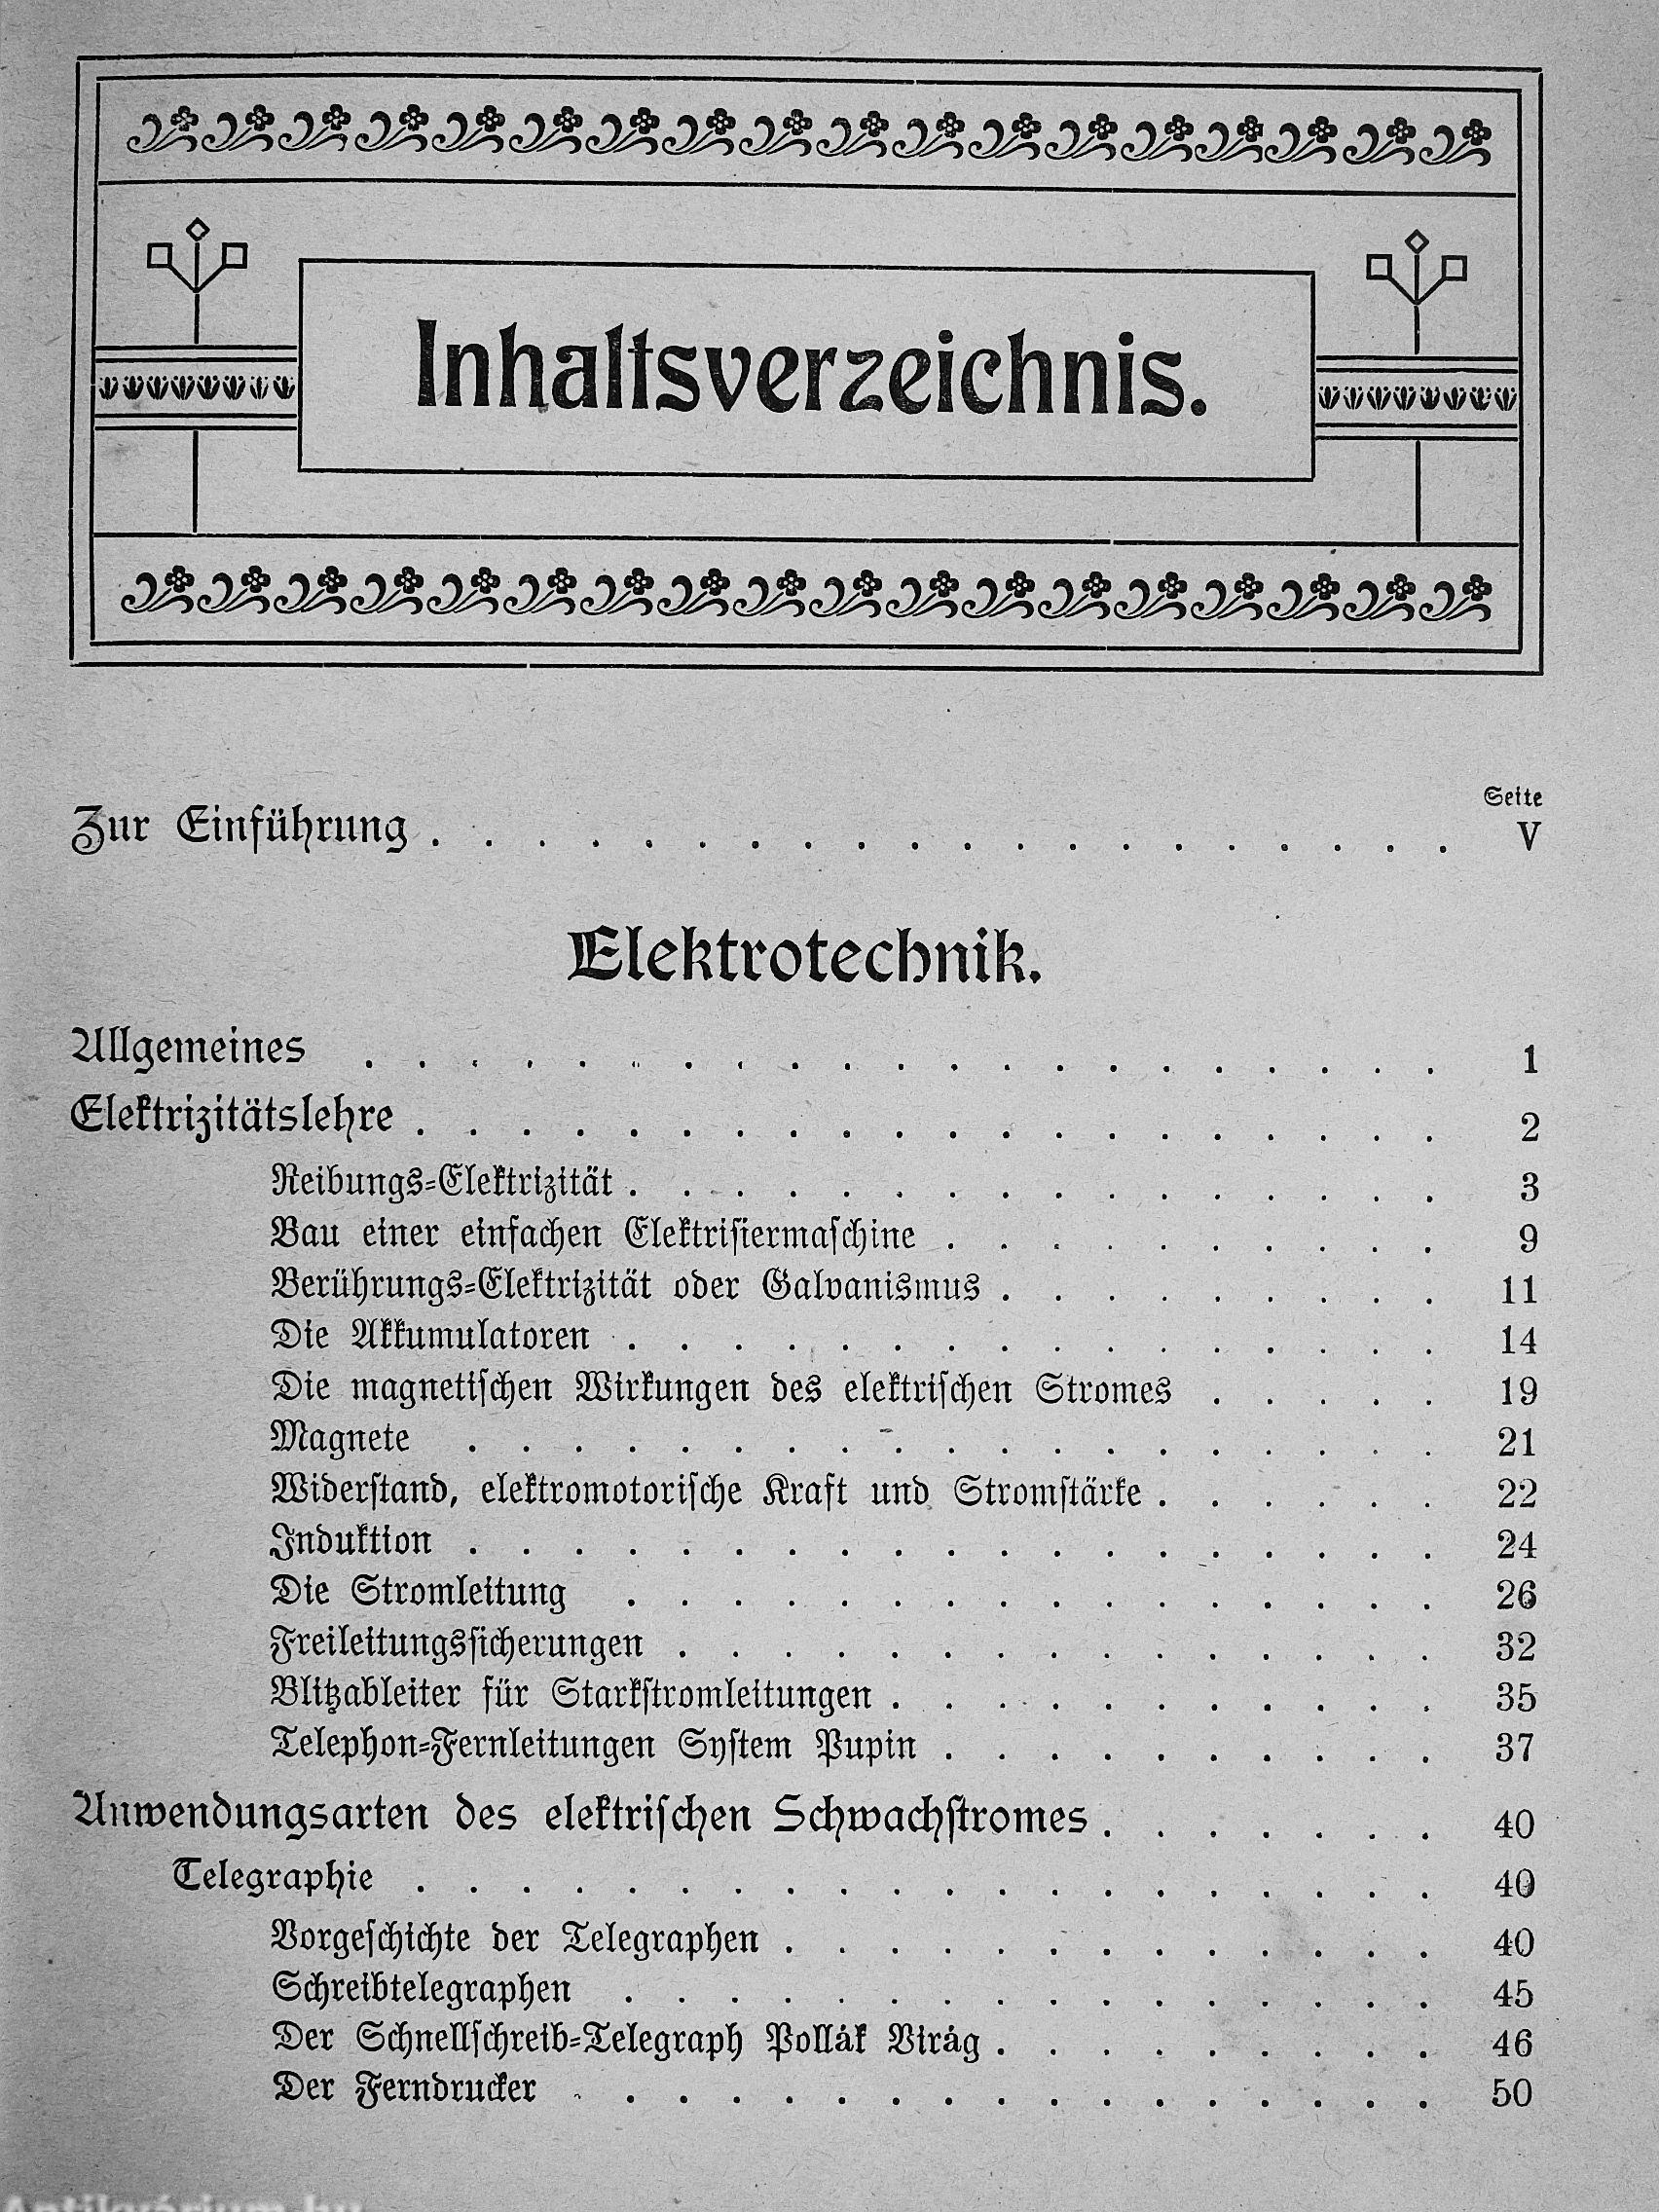 Inhaltsverzeichnis.
Seite
Zur Einführung . . . . . . . . . . . . . . . . . . . . V
Elektrotechnik.
Allgemeines . . . . . . . . . . . . . . . . . . . . . 1
Elektrizitätslehre . . . . . . . . . . . . . . . . . . . . 2
Reibungs-Elektrizität . . . . . . . . . . . . . . . . 3
Bau einer einfachen Elektrisiermaschine . . . . . . . . . . 9
Berührungs-Elektrizität oder Galvanismus . . . . . . . . . 11
Die Akkumulatoren . . . . . . . . . . . . . . . . 14
Die magnetischen Wirkungen des elektrischen Stromes . . . . . 19
Magnete . . . . . . . . . . . . . . . . . . . 21
Widerstand, elektromotorische Kraft und Stromstärke . . . . . . 22
Induktion . . . . . . . . . . . . . . . . . . . 24
Die Stromleitung . . . . . . . . . . . . . . . . 26
Freileitungssicherungen . . . . . . . . . . . . . . . 32
Blitzableiter für Starkstromleitungen . . . . . . . . . . . 35
Telephon-Fernleitungen System Pupin . . . . . . . . . . 37
Anwendungsarten des elektrischen Schwachstromes . . . . . . . 40
Telegraphie . . . . . . . . . . . . . . . . . . . . 40
Vorgeschichte der Telegraphen . . . . . . . . . . . . . 40
Schreibtelegraphen . . . . . . . . . . . . . . . . 45
Der Schnellschreib-Telegraph Pollák Virág . . . . . . . . . 46
Der Ferndrucker . . . . . . . . . . . . . . . . . 50
Antikvárium.hu